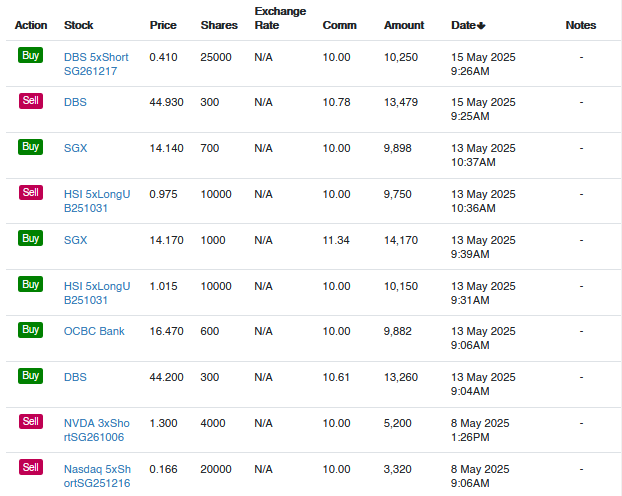 Action Stock Price Shares Exchange Rate Comm Amount Date Notes
Buy DBS 5xShort 0.410 25000 N/A 10.00 10,250 15 May 2025 -
SG261217 9:26AM
Sell DBS 44.930 300 N/A 10.78 13,479 15 May 2025 -
9:25AM
Buy SGX 14.140 700 N/A 10.00 9,898 13 May 2025 -
10:37AM
Sell HSI 5xLongU 0.975 10000 N/A 10.00 9,750 13 May 2025 -
B251031 10:36AM
Buy SGX 14.170 1000 N/A 11.34 14,170 13 May 2025 -
9:39AM
Buy HSI 5xLongU 1.015 10000 N/A 10.00 10,150 13 May 2025 -
B251031 9:31AM
Buy OCBC Bank 16.470 600 N/A 10.00 9,882 13 May 2025 -
9:06AM
Buy DBS 44.200 300 N/A 10.61 13,260 13 May 2025 -
9:04AM
Sell NVDA 3xSho 1.300 4000 N/A 10.00 5,200 8 May 2025 -
rtSG261006 1:26PM
Sell Nasdaq 5xSh 0.166 20000 N/A 10.00 3,320 8 May 2025 -
ortSG251216 9:06AM